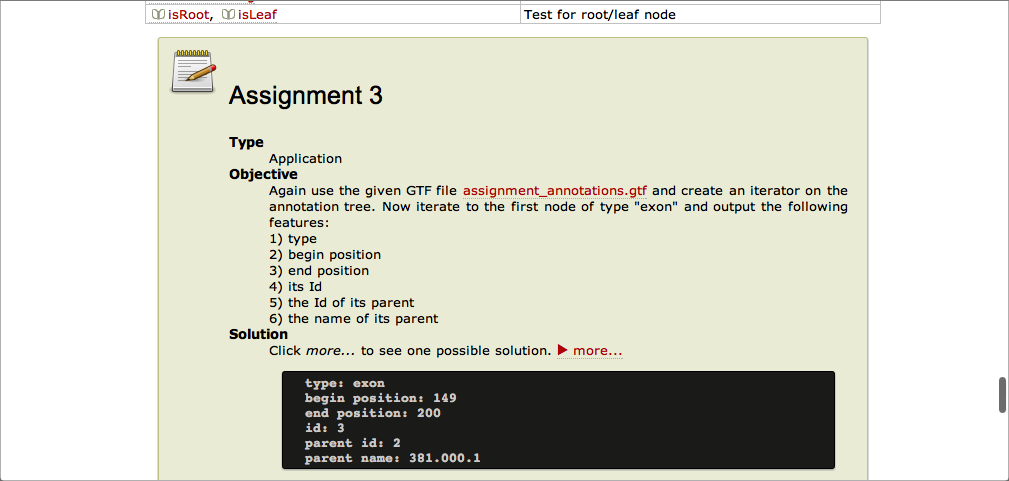 isRoot, isLeaf Test for root/leaf node
Assignment 3
Type
Application
Objective
Again use the given GTF file assignment_annotations.gtf and create an iterator on the
annotation tree. Now iterate to the first node of type "exon" and output the following
features:
1) type
2) begin position
3) end position
4) its Id
5) the Id of its parent
6) the name of its parent
Solution
Click more... to see one possible solution. ▶ more...
type: exon
begin position: 149
end position: 200
id: 3
parent id: 2
parent name: 381.000.1